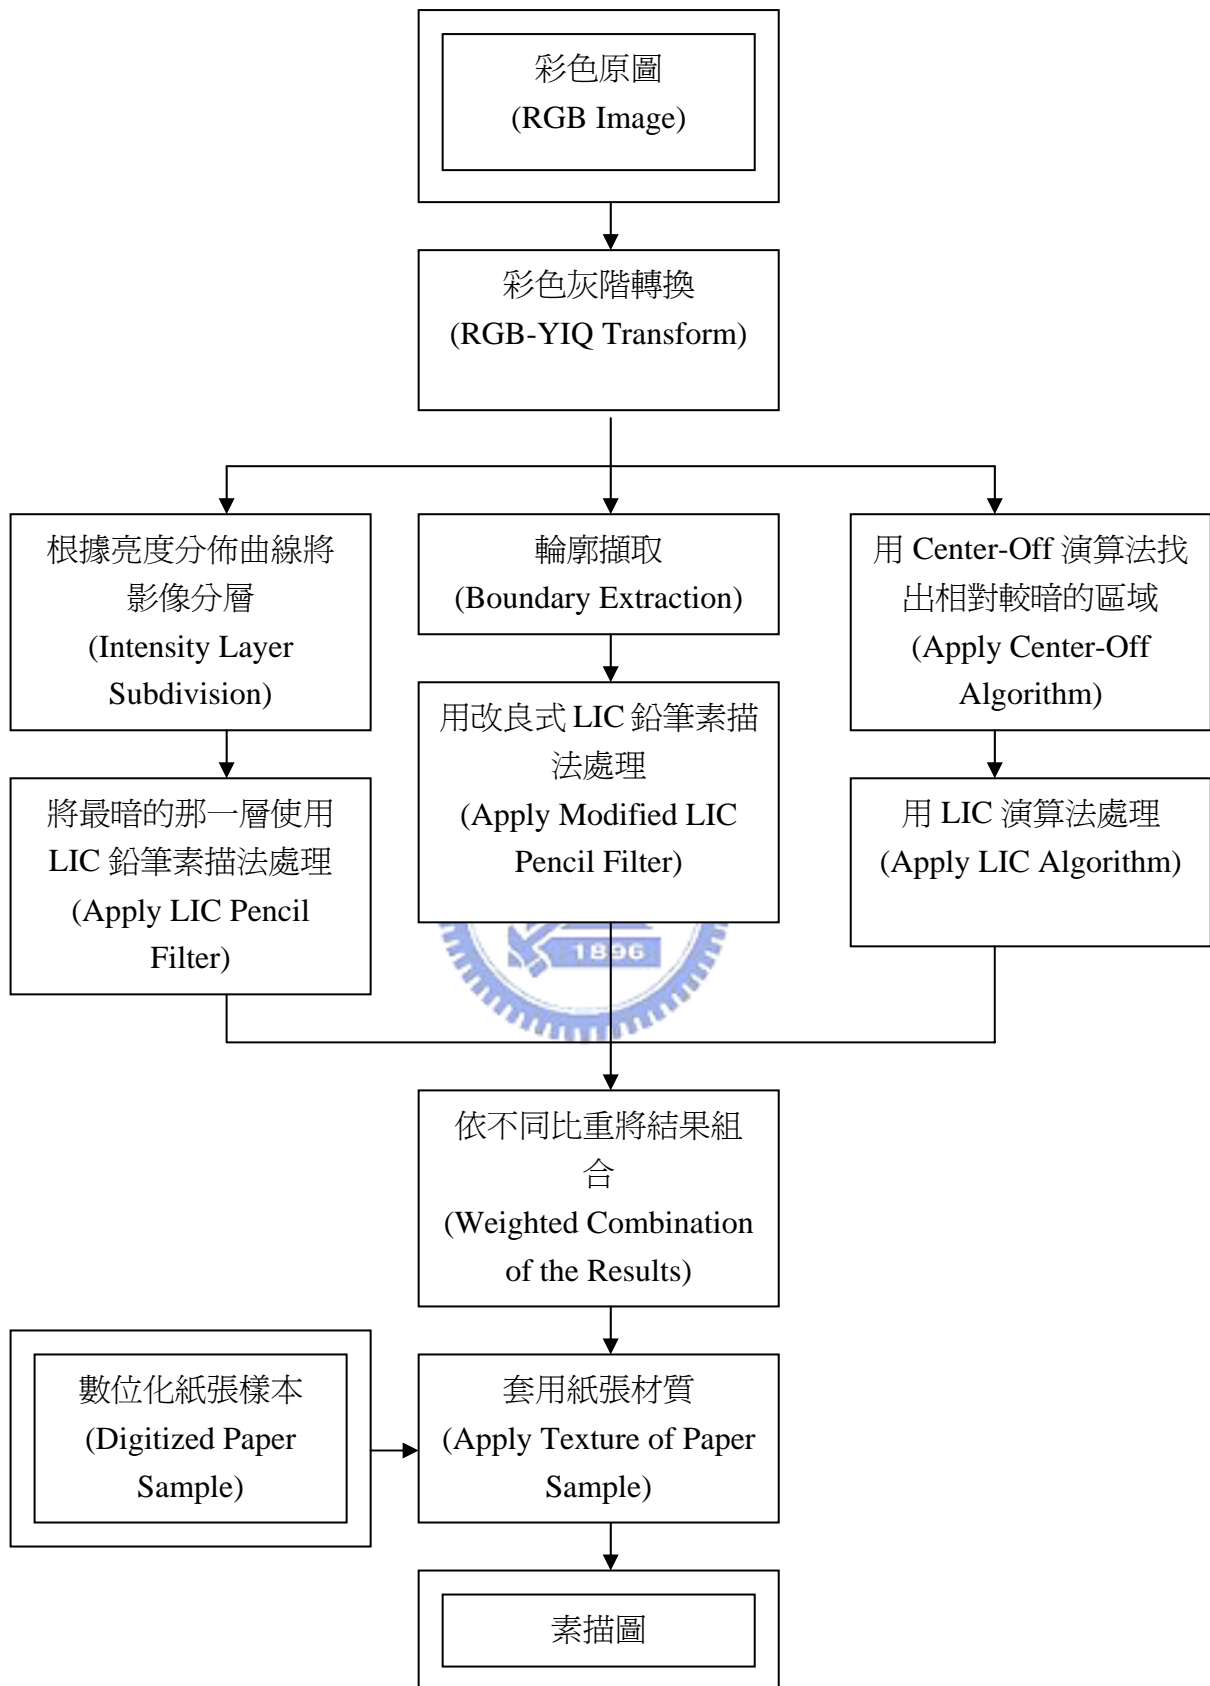 彩色原圖
(RGB Image)
彩色灰階轉換
(RGB-YIQ Transform)
根據亮度分佈曲線將
影像分層
(Intensity Layer
Subdivision)
輪廓擷取
(Boundary Extraction)
用 Center-Off 演算法找
出相對較暗的區域
(Apply Center-Off
Algorithm)
將最暗的那一層使用
LIC 鉛筆素描法處理
(Apply LIC Pencil
Filter)
用改良式 LIC 鉛筆素描
法處理
(Apply Modified LIC
Pencil Filter)
用 LIC 演算法處理
(Apply LIC Algorithm)
1896
依不同比重將結果組
合
(Weighted Combination
of the Results)
數位化紙張樣本
(Digitized Paper
Sample)
套用紙張材質
(Apply Texture of Paper
Sample)
素描圖